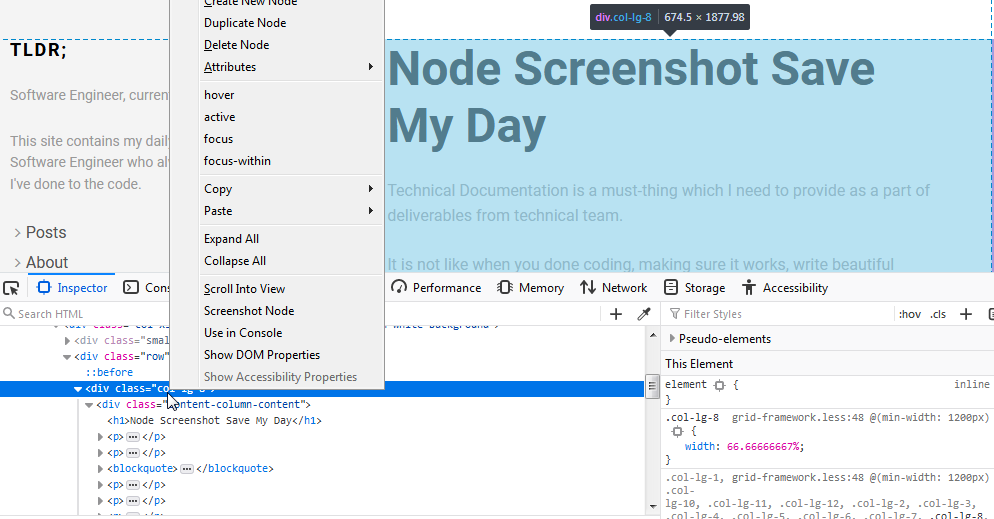 Create New Node
Duplicate Node
Delete Node
Attributes
hover
active
focus
focus-within
Copy
Paste
Expand All
Collapse All
Scroll Into View
Screenshot Node
Use in Console
Show DOM Properties
Show Accessibility Properties
div.col-lg-8 674.5 × 1877.98
TLDR;
Software Engineer, curren
This site contains my dail
Software Engineer who al
I've done to the code.
> Posts
> About
Node Screenshot Save
My Day
Technical Documentation is a must-thing which I need to provide as a part of
deliverables from technical team.
It is not like when you done coding, making sure it works, write beautiful
Inspector Cons Performance Memory Network Storage Accessibility
Search HTML
<div class="smal
<div class="row"
::before
<div class="col-lg-8">
<div class="content-column-content">
<h1>Node Screenshot Save My Day</h1>
<p> ••• </p>
<p> ••• </p>
<blockquote> ••• </blockquote>
<p> ••• </p>
<p> ••• </p>
Filter Styles :hov .cls
Pseudo-elements
This Element
element { inline
}
.col-lg-8 grid-framework.less:48 @(min-width: 1200px)
{
width: 66.66666667%;
}
.col-lg-1, grid-framework.less:48 @(min-width: 1200px)
.col-
lg-10, .col-lg-11, .col-lg-12, .col-lg-2, .col-lg-3,
.col-lg-4, .col-lg-5, .col-lg-6, .col-lg-7, .col-lg-8,